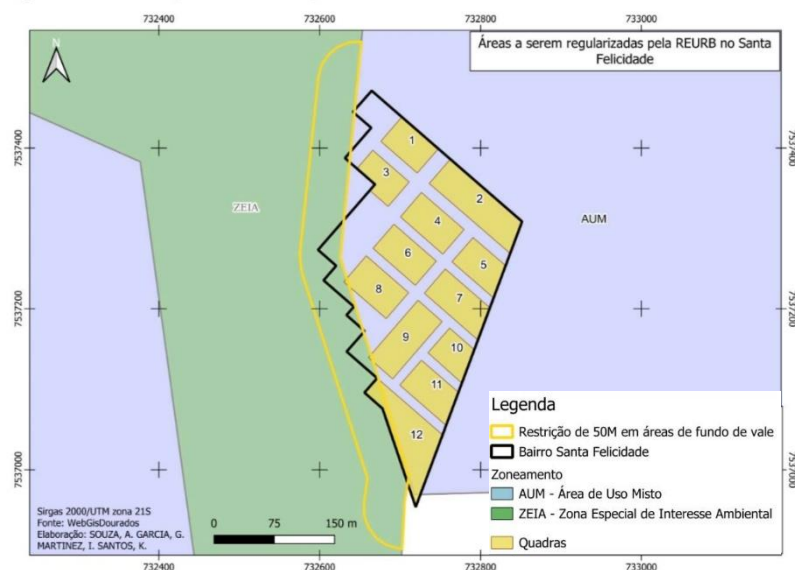 732400 732600 732800 733000
Áreas a serem regularizadas pela REURB no Santa
Felicidade
N
7537400
7537400
1
3
2
ZEIA
4
AUM
6
5
8
7
7537200
7537200
9
10
11
12
Legenda
Restrição de 50M em áreas de fundo de vale
Bairro Santa Felicidade
Zoneamento
AUM - Área de Uso Misto
ZEIA - Zona Especial de Interesse Ambiental
Quadras
7537000
7537000
Sirgas 2000/UTM zona 21S
Fonte: WebGisDourados
Elaboração: SOUZA, A. GARCIA, G.
MARTINEZ, I. SANTOS, K.
0 75 150 m
732400 732600 732800 733000